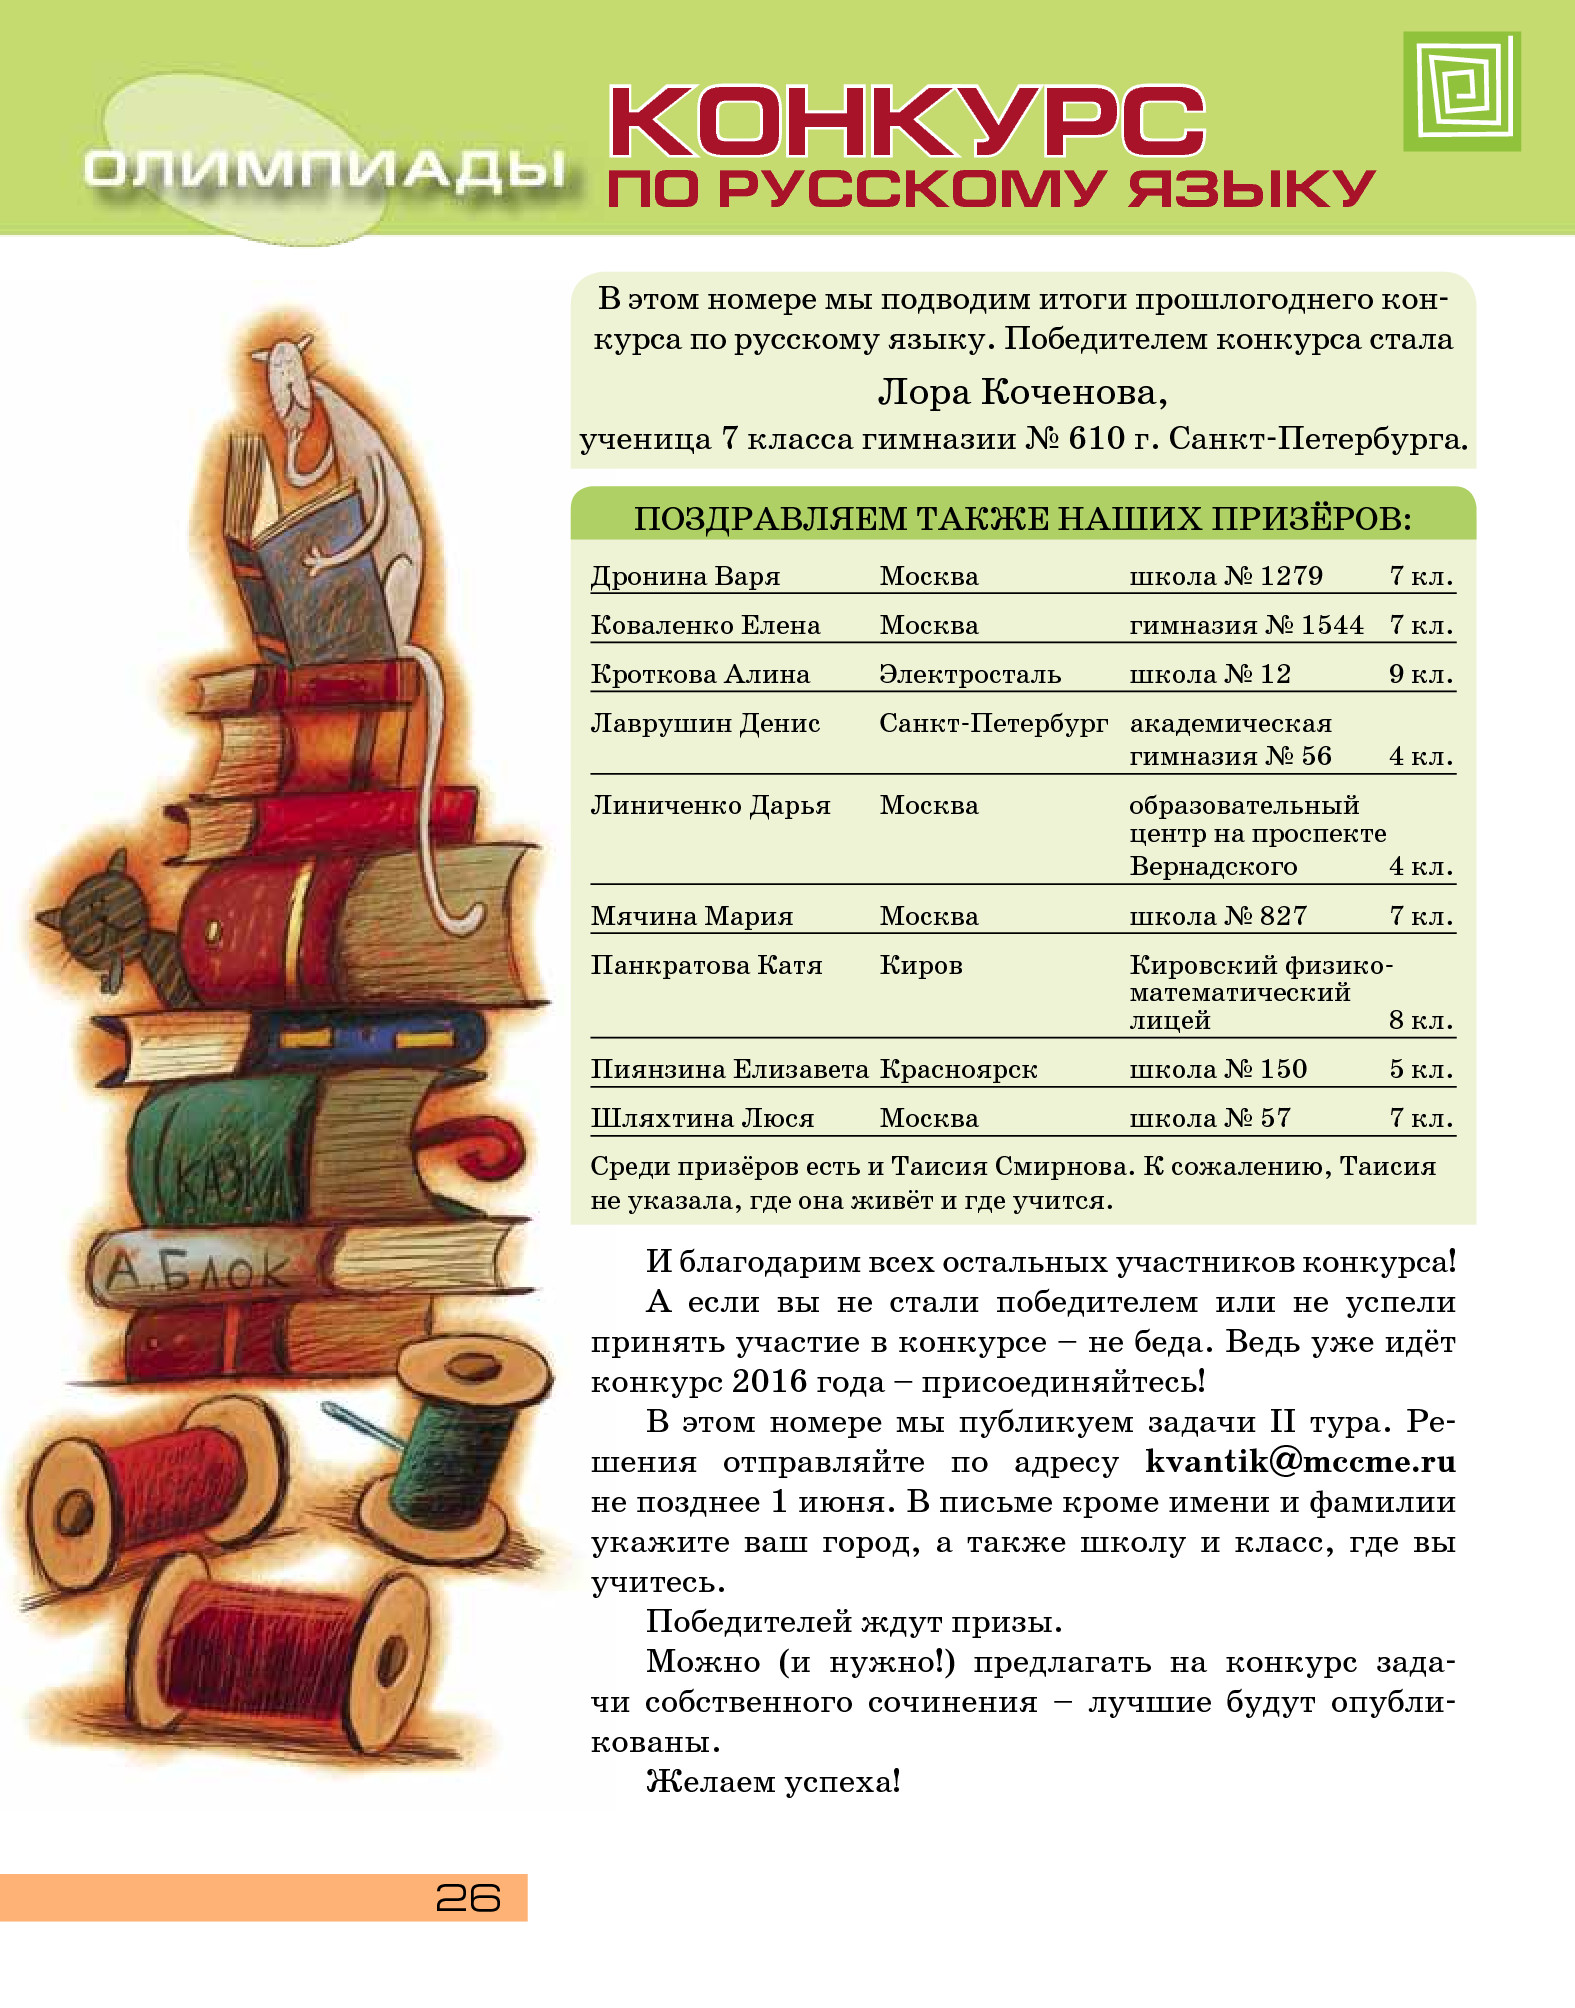 ОЛИМПИАДЫ
КОНКУРС
ПО РУССКОМУ ЯЗЫКУ
В этом номере мы подводим итоги прошлогоднего кон-
курса по русскому языку. Победителем конкурса стала
Лора Коченова,
ученица 7 класса гимназии № 610 г. Санкт-Петербурга.
ПОЗДРАВЛЯЕМ ТАКЖЕ НАШИХ ПРИЗЁРОВ:
Дронина Варя Москва школа № 1279 7 кл.
Коваленко Елена Москва гимназия № 1544 7 кл.
Кроткова Алина Электросталь школа № 12 9 кл.
Лаврушин Денис Санкт-Петербург академическая
гимназия № 56 4 кл.
Линиченко Дарья Москва образовательный
центр на проспекте
Вернадского 4 кл.
Мячина Мария Москва школа № 827 7 кл.
Панкратова Катя Киров Кировский физико-
математический
лицей 8 кл.
Пиянзина Елизавета Красноярск школа № 150 5 кл.
Шляхтина Люся Москва школа № 57 7 кл.
Среди призёров есть и Таисия Смирнова. К сожалению, Таисия
не указала, где она живёт и где учится.
КАЗКИ
А.БЛОК
И благодарим всех остальных участников конкурса!
А если вы не стали победителем или не успели
принять участие в конкурсе – не беда. Ведь уже идёт
конкурс 2016 года – присоединяйтесь!
В этом номере мы публикуем задачи II тура. Ре-
шения отправляйте по адресу kvantik@mccme.ru
не позднее 1 июня. В письме кроме имени и фамилии
укажите ваш город, а также школу и класс, где вы
учитесь.
Победителей ждут призы.
Можно (и нужно!) предлагать на конкурс зада-
чи собственного сочинения – лучшие будут опубли-
кованы.
Желаем успеха!
26